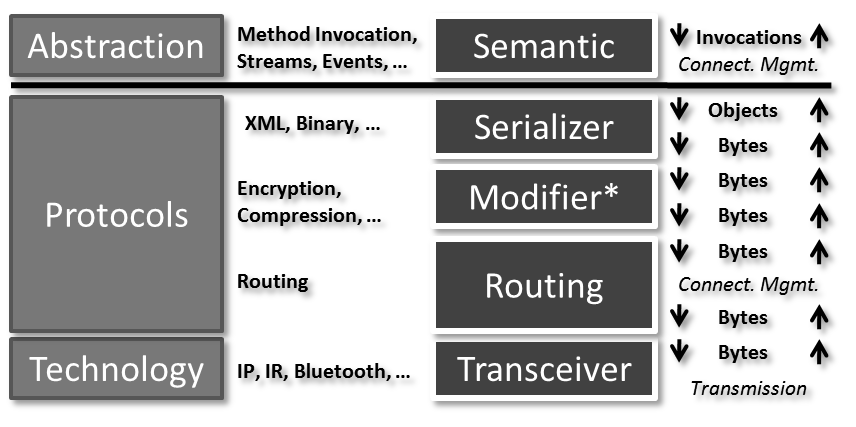 Abstraction
Method Invocation,
Streams, Events, ...
Semantic
Invocations
Connect. Mgmt.
Protocols
XML, Binary, ...
Serializer
Objects
Bytes
Encryption,
Compression, ...
Modifier*
Bytes
Bytes
Routing
Routing
Bytes
Connect. Mgmt.
Bytes
Technology
IP, IR, Bluetooth, ...
Transceiver
Bytes
Transmission